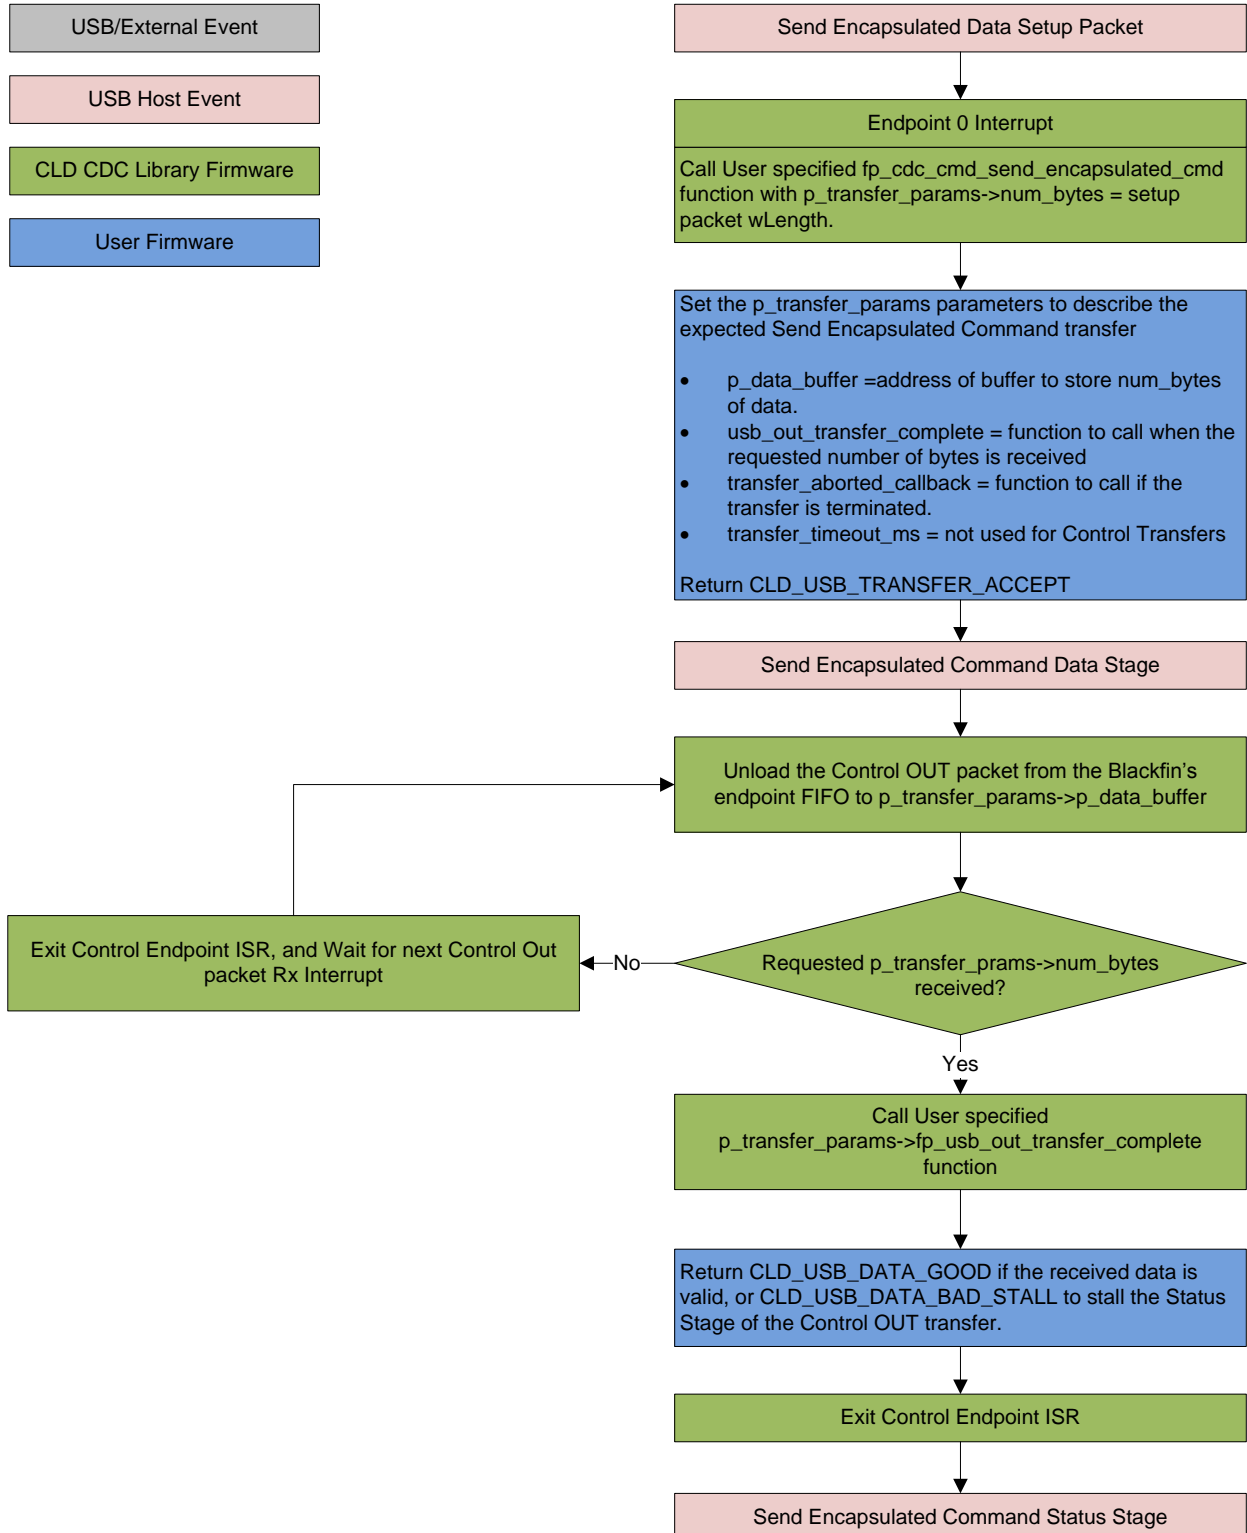 USB/External Event
USB Host Event
CLD CDC Library Firmware
User Firmware
Send Encapsulated Data Setup Packet
Endpoint 0 Interrupt
Call User specified fp_cdc_cmd_send_encapsulated_cmd
function with p_transfer_params->num_bytes = setup
packet wLength.
Set the p_transfer_params parameters to describe the
expected Send Encapsulated Command transfer
• p_data_buffer =address of buffer to store num_bytes
of data.
• usb_out_transfer_complete = function to call when the
requested number of bytes is received
• transfer_aborted_callback = function to call if the
transfer is terminated.
• transfer_timeout_ms = not used for Control Transfers
Return CLD_USB_TRANSFER_ACCEPT
Send Encapsulated Command Data Stage
Unload the Control OUT packet from the Blackfin's
endpoint FIFO to p_transfer_params->p_data_buffer
Exit Control Endpoint ISR, and Wait for next Control Out
packet Rx Interrupt
No
Requested p_transfer_prams->num_bytes
received?
Yes
Call User specified
p_transfer_params->fp_usb_out_transfer_complete
function
Return CLD_USB_DATA_GOOD if the received data is
valid, or CLD_USB_DATA_BAD_STALL to stall the Status
Stage of the Control OUT transfer.
Exit Control Endpoint ISR
Send Encapsulated Command Status Stage